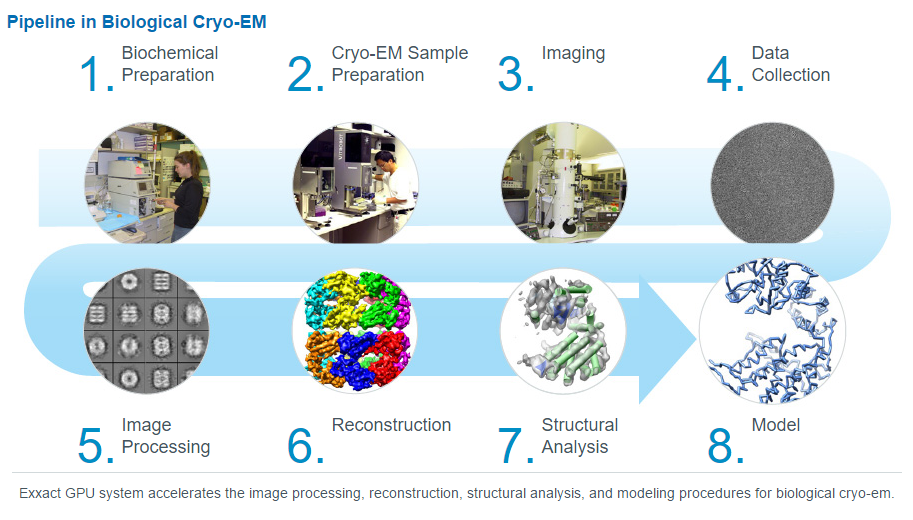 Pipeline in Biological Cryo-EM
1. Biochemical
Preparation
2. Cryo-EM Sample
Preparation
3. Imaging
4. Data
Collection
5. Image
Processing
6. Reconstruction
7. Structural
Analysis
8. Model
Exxact GPU system accelerates the image processing, reconstruction, structural analysis, and modeling procedures for biological cryo-em.